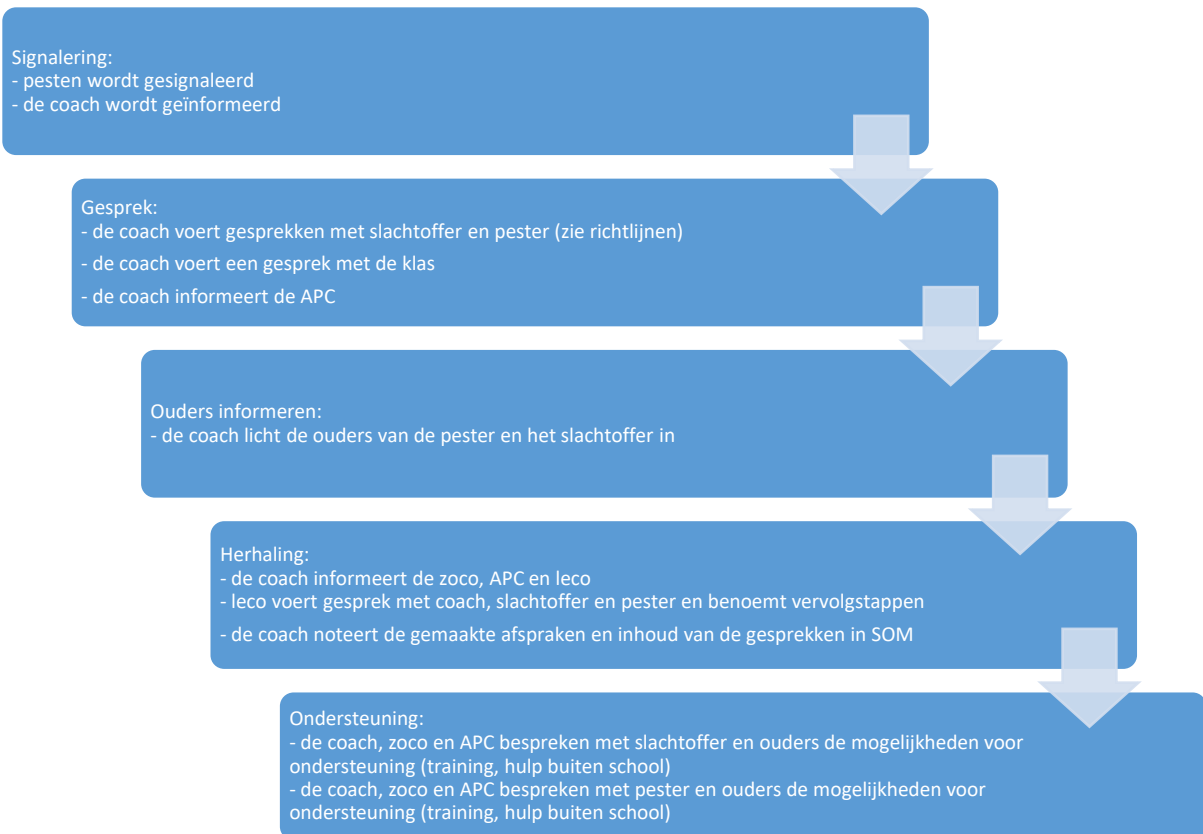 Signalering:
- pesten wordt gesignaleerd
- de coach wordt geïnformeerd
Gesprek:
- de coach voert gesprekken met slachtoffer en pester (zie richtlijnen)
- de coach voert een gesprek met de klas
- de coach informeert de APC
Ouders informeren:
- de coach licht de ouders van de pester en het slachtoffer in
Herhaling:
- de coach informeert de zoco, APC en leco
- leco voert gesprek met coach, slachtoffer en pester en benoemt vervolgstappen
- de coach noteert de gemaakte afspraken en inhoud van de gesprekken in SOM
Ondersteuning:
- de coach, zoco en APC bespreken met slachtoffer en ouders de mogelijkheden voor
ondersteuning (training, hulp buiten school)
- de coach, zoco en APC bespreken met pester en ouders de mogelijkheden voor
ondersteuning (training, hulp buiten school)